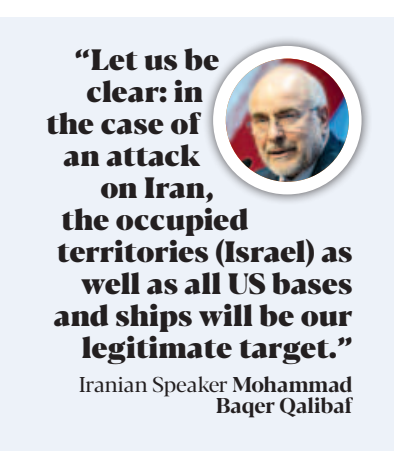 “Let us be
clear: in
the case of
an attack
on Iran,
the occupied
territories (Israel) as
well as all US bases
and ships will be our
legitimate target.”
Iranian Speaker Mohammad
Baqer Qalibaf